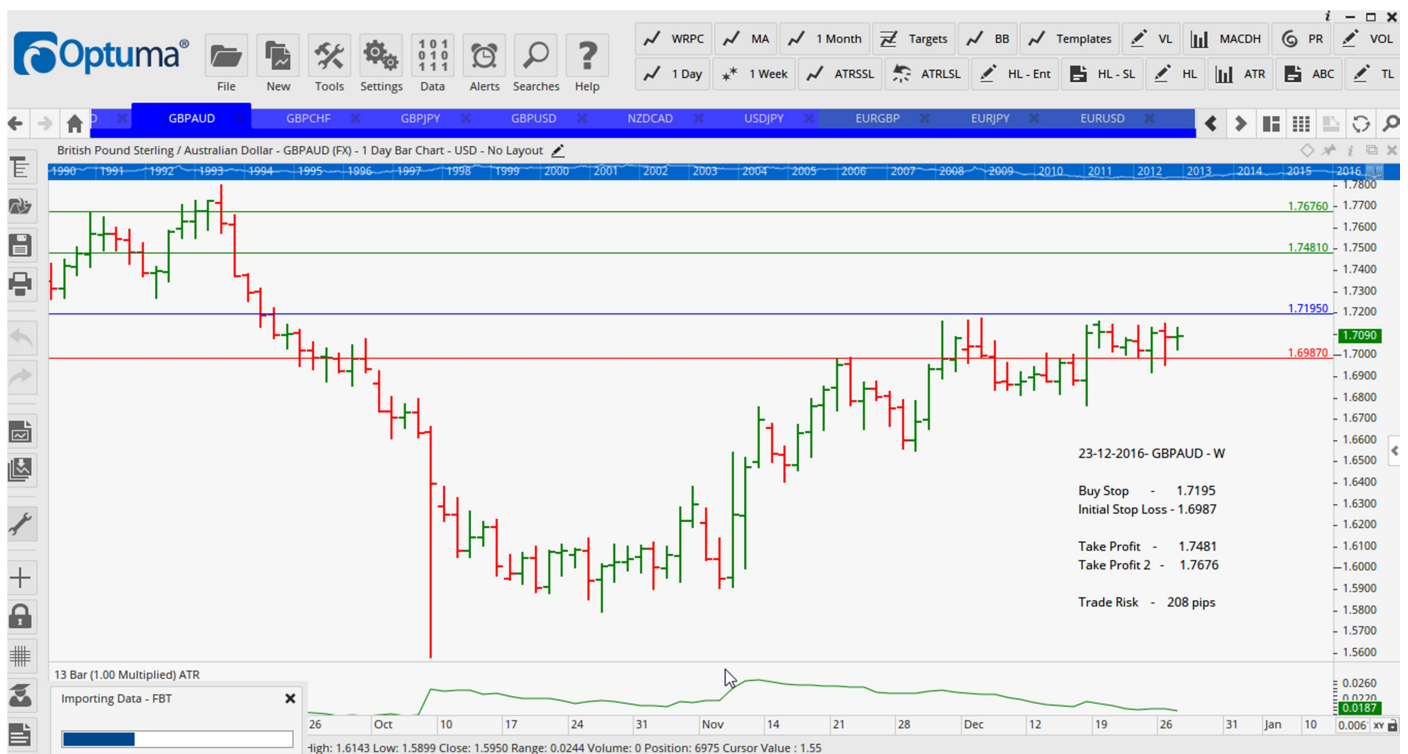 Optuma®
File New Tools Settings Data Alerts Searches Help
WRPC MA 1 Month Targets BB Templates VL MACDH PR VOL
1 Day 1 Week ATRSSL ATRLSL HL - Ent HL - SL HL ATR ABC TL
GBPAUD GBPCHF GBPJPY GBPUSD NZDCAD USDJPY EURGBP EURJPY EURUSD
British Pound Sterling / Australian Dollar - GBPAUD (FX) - 1 Day Bar Chart - USD - No Layout
1990 1991 1992 1993 1994 1995 1996 1997 1998 1999 2000 2001 2002 2003 2004 2005 2006 2007 2008 2009 2010 2011 2012 2013 2014 2015 2016
1.7800
1.76760
1.7700
1.7600
1.74810
1.7500
1.7400
1.7300
1.71950
1.7200
1.7090
1.69870
1.7000
1.6900
1.6800
1.6700
1.6600
23-12-2016- GBPAUD - W
1.6500
1.6400
Buy Stop - 1.7195
1.6300
Initial Stop Loss - 1.6987
1.6200
1.6100
Take Profit - 1.7481
Take Profit 2 - 1.7676
1.6000
1.5900
Trade Risk - 208 pips
1.5800
1.5700
1.5600
13 Bar (1.00 Multiplied) ATR
0.0260
0.0220
0.0187
Importing Data - FBT
26 Oct 10 17 24 31 Nov 14 21 28 Dec 12 19 26 31 Jan 10 0.006 XY
High: 1.6143 Low: 1.5899 Close: 1.5950 Range: 0.0244 Volume: 0 Position: 6975 Cursor Value : 1.55